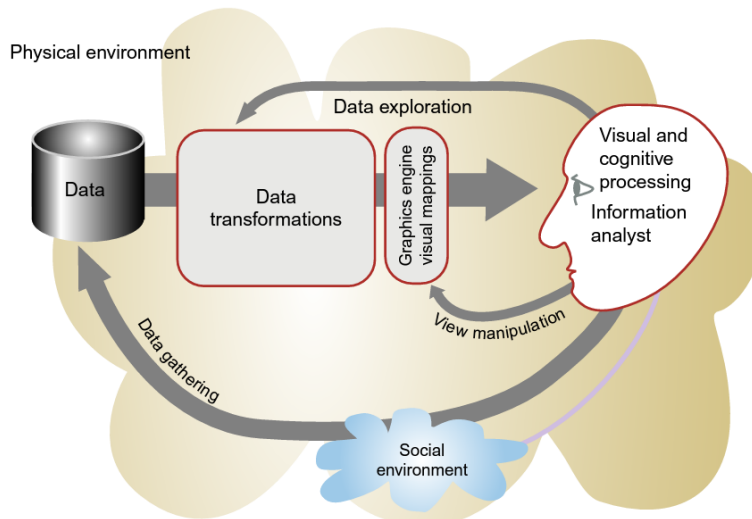 Physical environment
Data exploration
Data
Data
transformations
Graphics engine
visual mappings
Visual and
cognitive
processing
Information
analyst
View manipulation
Data gathering
Social
environment